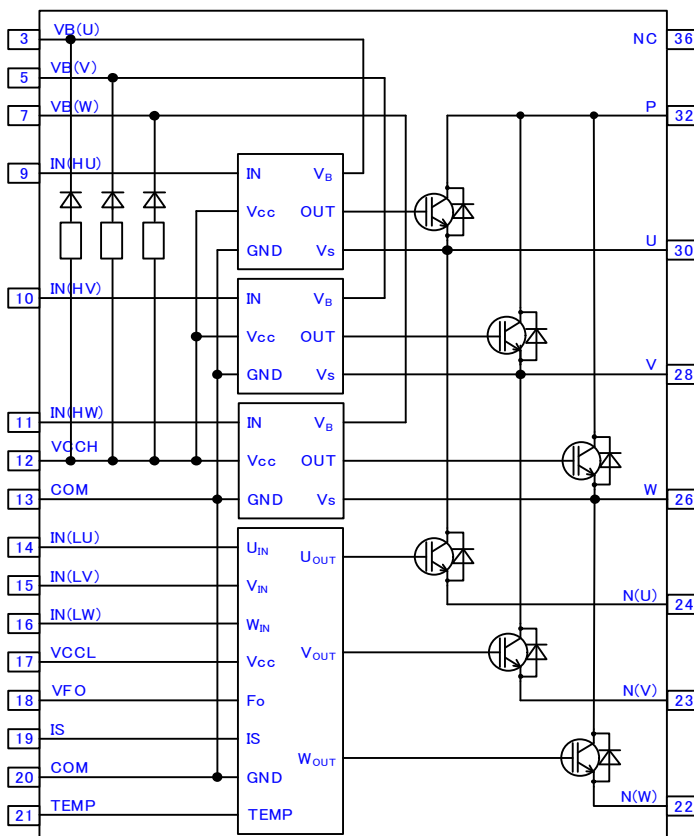 3 VB(U) NC 36
5 VB(V)
7 VB(W) P 32
9 IN(HU) IN VB
Vcc OUT
GND Vs U 30
10 IN(HV) IN VB
Vcc OUT
GND Vs V 28
11 IN(HW) IN VB
12 VCCH Vcc OUT
13 COM GND Vs W 26
14 IN(LU) UIN UOUT
15 IN(LV) VIN
16 IN(LW) WIN N(U) 24
17 VCCL Vcc VOUT
18 VFO Fo N(V) 23
19 IS IS WOUT
20 COM GND
21 TEMP TEMP N(W) 22